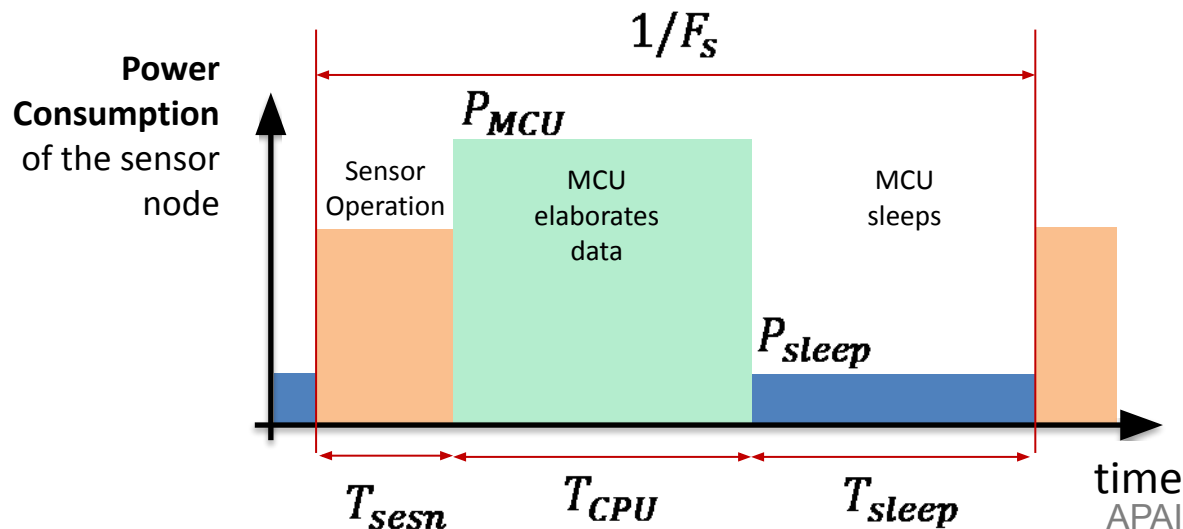 1/F_s
Power
Consumption
of the sensor
node
P_MCU
Sensor
Operation
MCU
elaborates
data
MCU
sleeps
P_sleep
T_sesn
T_CPU
T_sleep
time
APAI